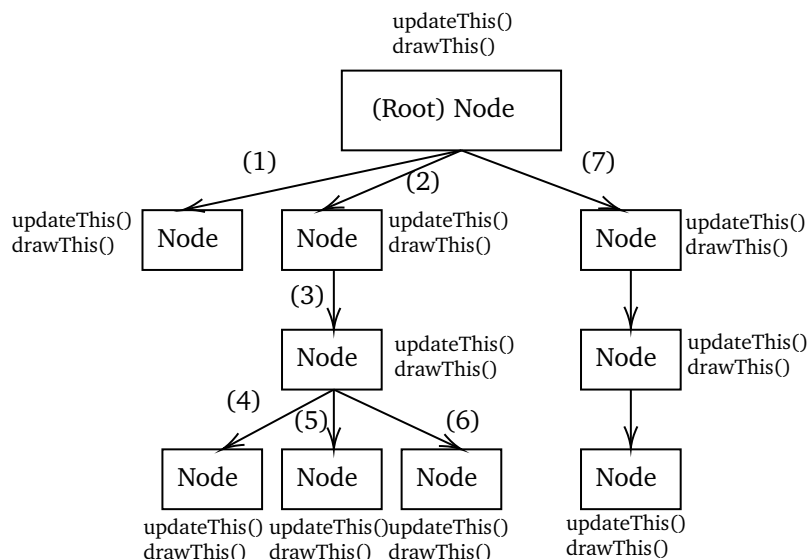 updateThis()
drawThis()
(Root) Node
(1)
(2)
(7)
updateThis()
drawThis()
Node
Node
updateThis()
drawThis()
Node
updateThis()
drawThis()
(3)
Node
updateThis()
drawThis()
Node
updateThis()
drawThis()
(4)
(5)
(6)
Node
Node
Node
Node
updateThis()
drawThis()
updateThis()
drawThis()
updateThis()
drawThis()
updateThis()
drawThis()